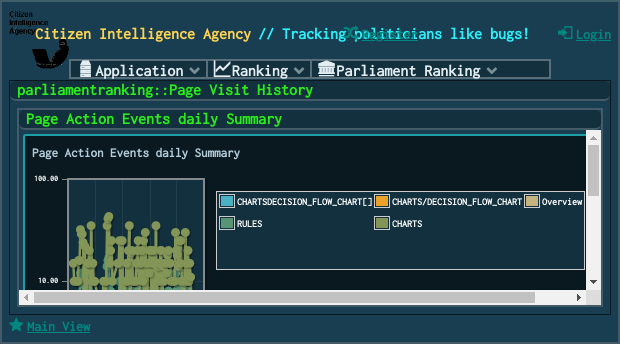 Citizen
Intelligence
Agency
Citizen Intelligence Agency // Tracking politicians like bugs!
Register
Login
Application
Ranking
Parliament Ranking
parliamentranking::Page Visit History
Page Action Events daily Summary
Page Action Events daily Summary
100.00
10.00
CHARTSDECISION_FLOW_CHART[]
CHARTS/DECISION_FLOW_CHART
Overview
RULES
CHARTS
Main View